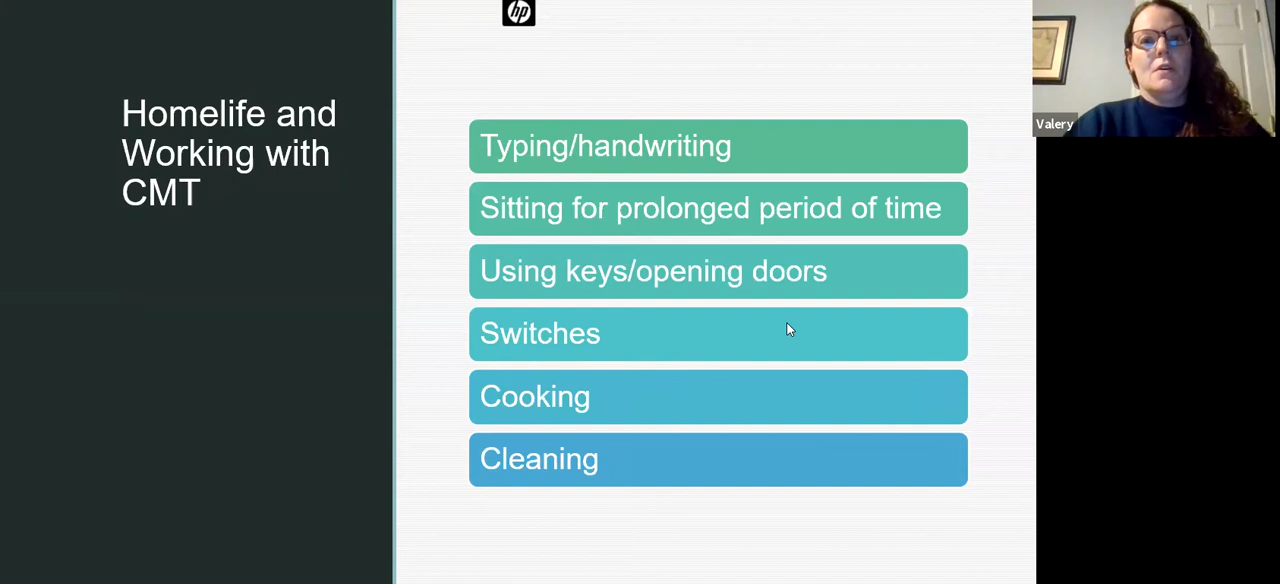 hp
Homelife and
Working with
CMT
Typing/handwriting
Sitting for prolonged period of time
Using keys/opening doors
Switches
Cooking
Cleaning
Valery